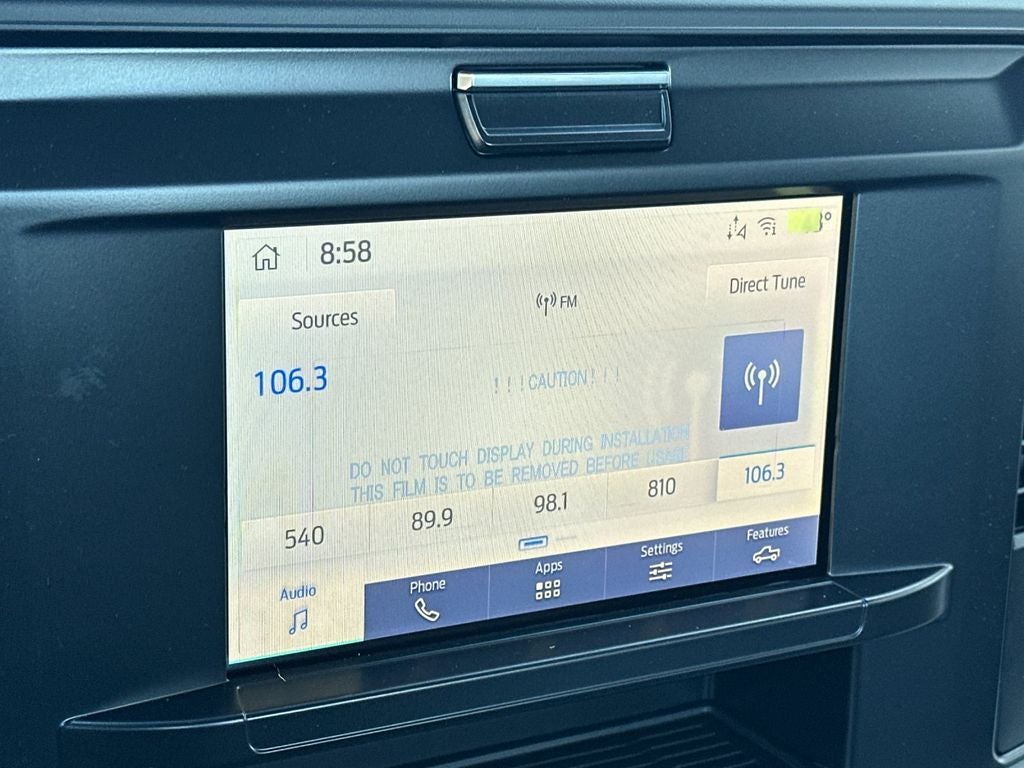 8:58
Sources
FM
Direct Tune
106.3
! ! ! CAUTION ! ! !
DO NOT TOUCH DISPLAY DURING INSTALLATION
THIS FILM IS TO BE REMOVED BEFORE USAGE
540
89.9
98.1
810
106.3
Audio
Phone
Apps
Settings
Features